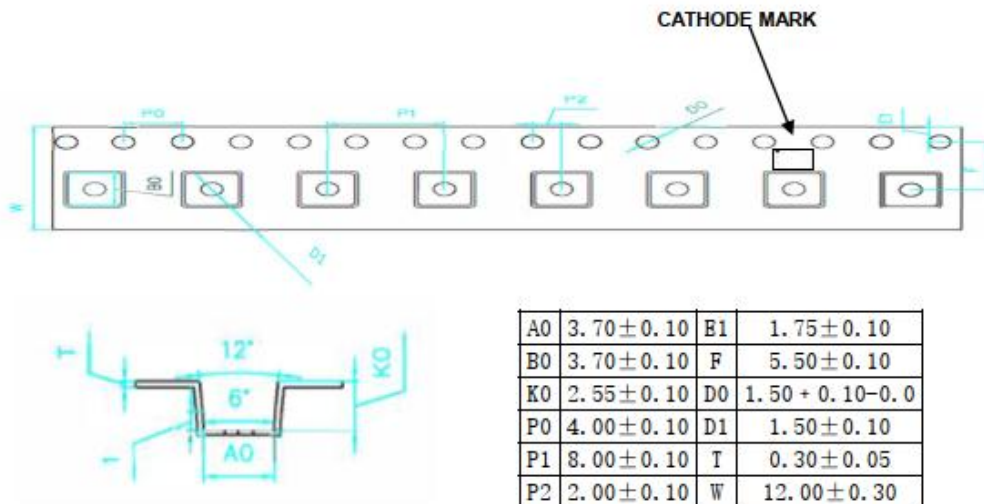 CATHODE MARK
P0
P1
P2
D0
E1
F
W
B0
D1
T
12°
K0
6°
1
A0
A0 3.70±0.10 E1 1.75±0.10
B0 3.70±0.10 F 5.50±0.10
K0 2.55±0.10 D0 1.50 + 0.10-0.0
P0 4.00±0.10 D1 1.50±0.10
P1 8.00±0.10 T 0.30±0.05
P2 2.00±0.10 W 12.00±0.30